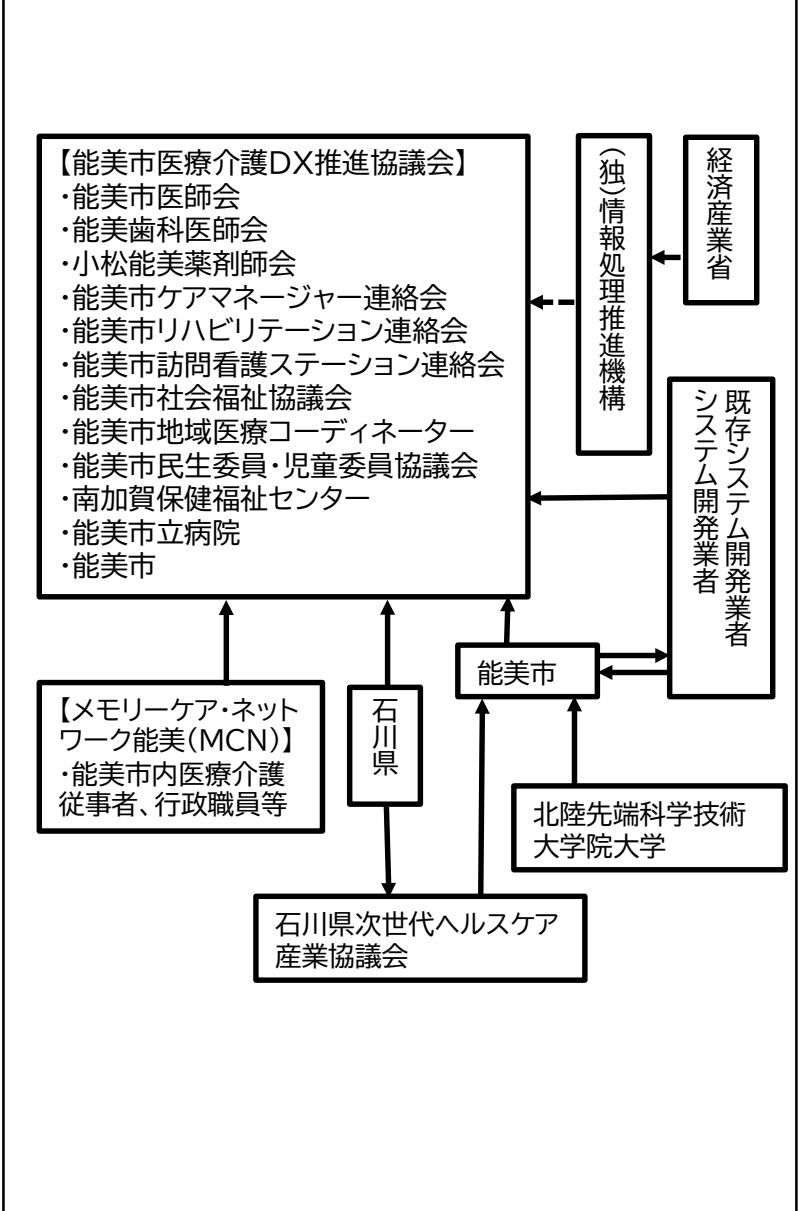 【能美市医療介護DX推進協議会】
・能美市医師会
・能美歯科医師会
・小松能美薬剤師会
・能美市ケアマネージャー連絡会
・能美市リハビリテーション連絡会
・能美市訪問看護ステーション連絡会
・能美市社会福祉協議会
・能美市地域医療コーディネーター
・能美市民生委員・児童委員協議会
・南加賀保健福祉センター
・能美市立病院
・能美市
(独)情報処理推進機構
経済産業省
既存システム開発業者
システム開発業者
能美市
【メモリーケア・ネット
ワーク能美(MCN)】
・能美市内医療介護
従事者、行政職員等
石川県
北陸先端科学技術
大学院大学
石川県次世代ヘルスケア
産業協議会